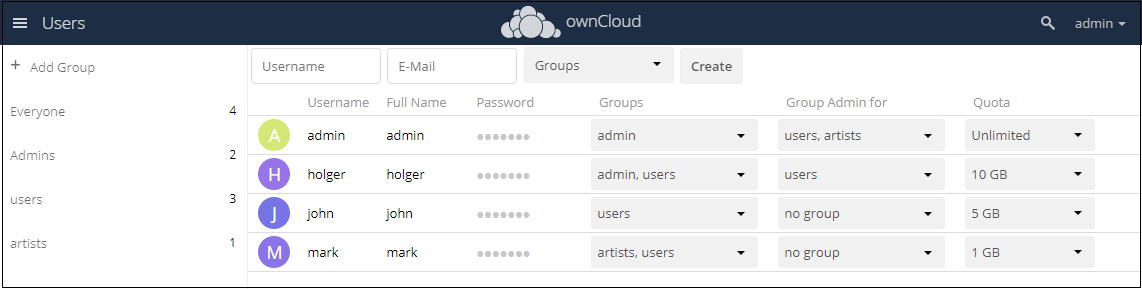 Users ownCloud admin
+ Add Group Username E-Mail Groups Create
Username Full Name Password Groups Group Admin for Quota
Everyone 4
A admin admin ●●●●●●● admin users, artists Unlimited
Admins 2
H holger holger ●●●●●●● admin, users users 10 GB
users 3
J john john ●●●●●●● users no group 5 GB
artists 1
M mark mark ●●●●●●● artists, users no group 1 GB